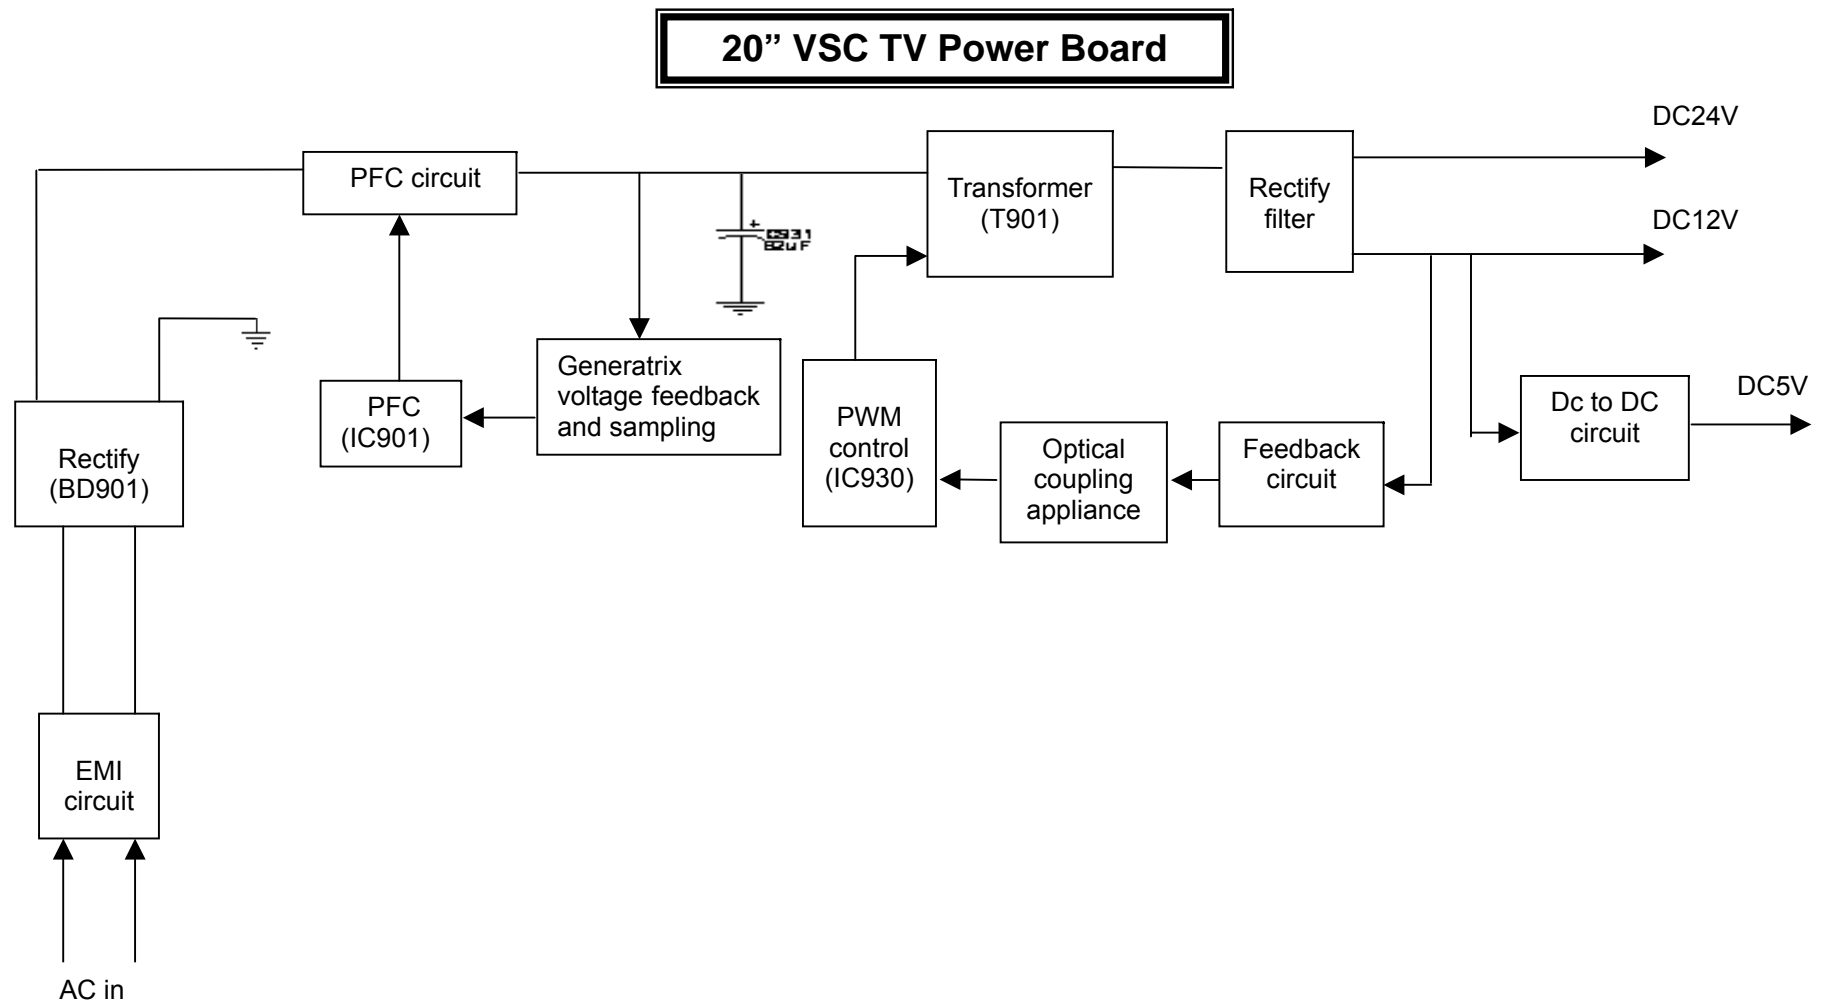 20” VSC TV Power Board
DC24V
PFC circuit
Transformer
(T901)
Rectify
filter
DC12V
C931
82uF
Generatrix
voltage feedback
and sampling
PFC
(IC901)
PWM
control
(IC930)
Optical
coupling
appliance
Feedback
circuit
Dc to DC
circuit
DC5V
Rectify
(BD901)
EMI
circuit
AC in